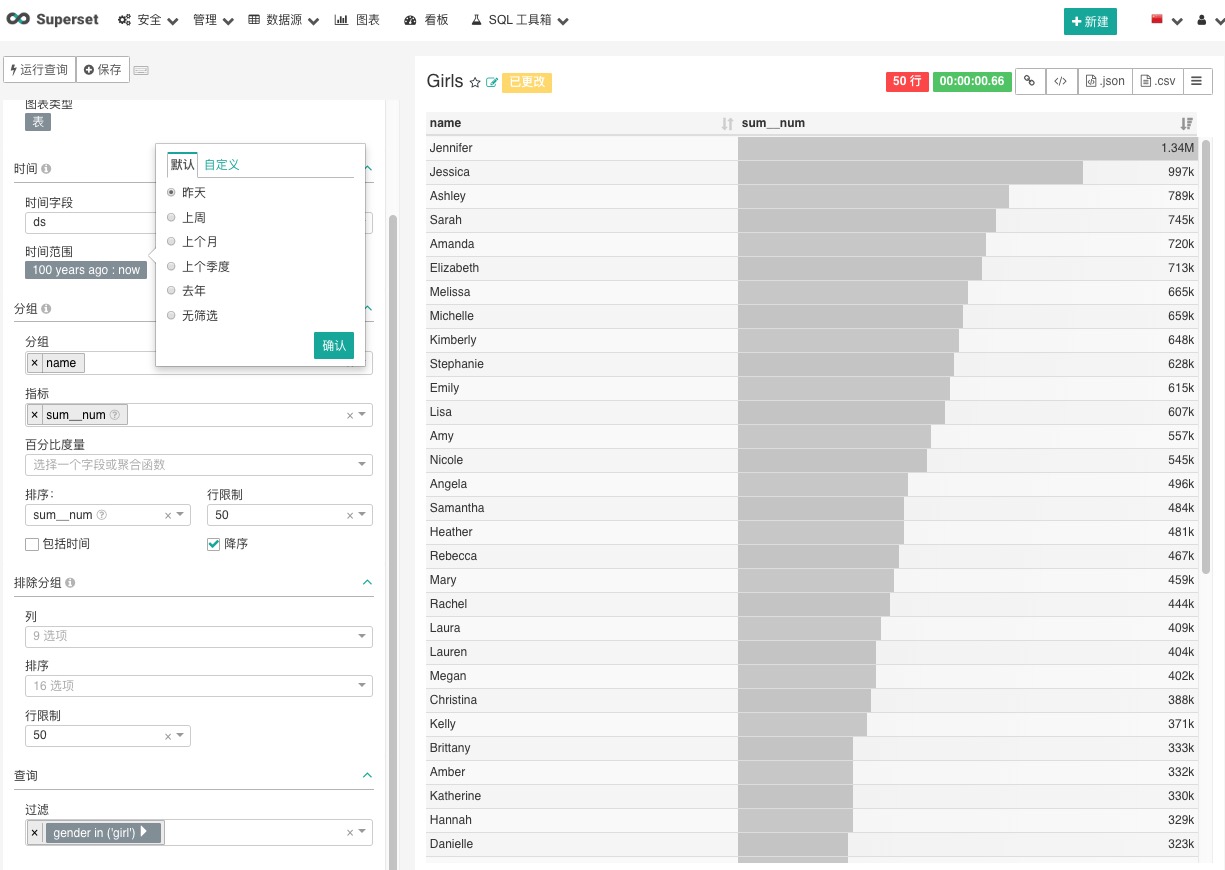 Superset 安全 管理 数据源 图表 看板 SQL 工具箱 新建
运行查询 保存
图表类型
表
时间
时间字段
ds
时间范围
100 years ago : now
默认 自定义
昨天
上周
上个月
上个季度
去年
无筛选
确认
分组
分组
× name
指标
× sum__num
百分比度量
选择一个字段或聚合函数
排序: 行限制
sum__num 50
包括时间 降序
排除分组
列
9 选项
排序
16 选项
行限制
50
查询
过滤
× gender in ('girl')
Girls 已更改 50 行 00:00:00.66 </> .json .csv
name sum__num
Jennifer 1.34M
Jessica 997k
Ashley 789k
Sarah 745k
Amanda 720k
Elizabeth 713k
Melissa 665k
Michelle 659k
Kimberly 648k
Stephanie 628k
Emily 615k
Lisa 607k
Amy 557k
Nicole 545k
Angela 496k
Samantha 484k
Heather 481k
Rebecca 467k
Mary 459k
Rachel 444k
Laura 409k
Lauren 404k
Megan 402k
Christina 388k
Kelly 371k
Brittany 333k
Amber 332k
Katherine 330k
Hannah 329k
Danielle 323k